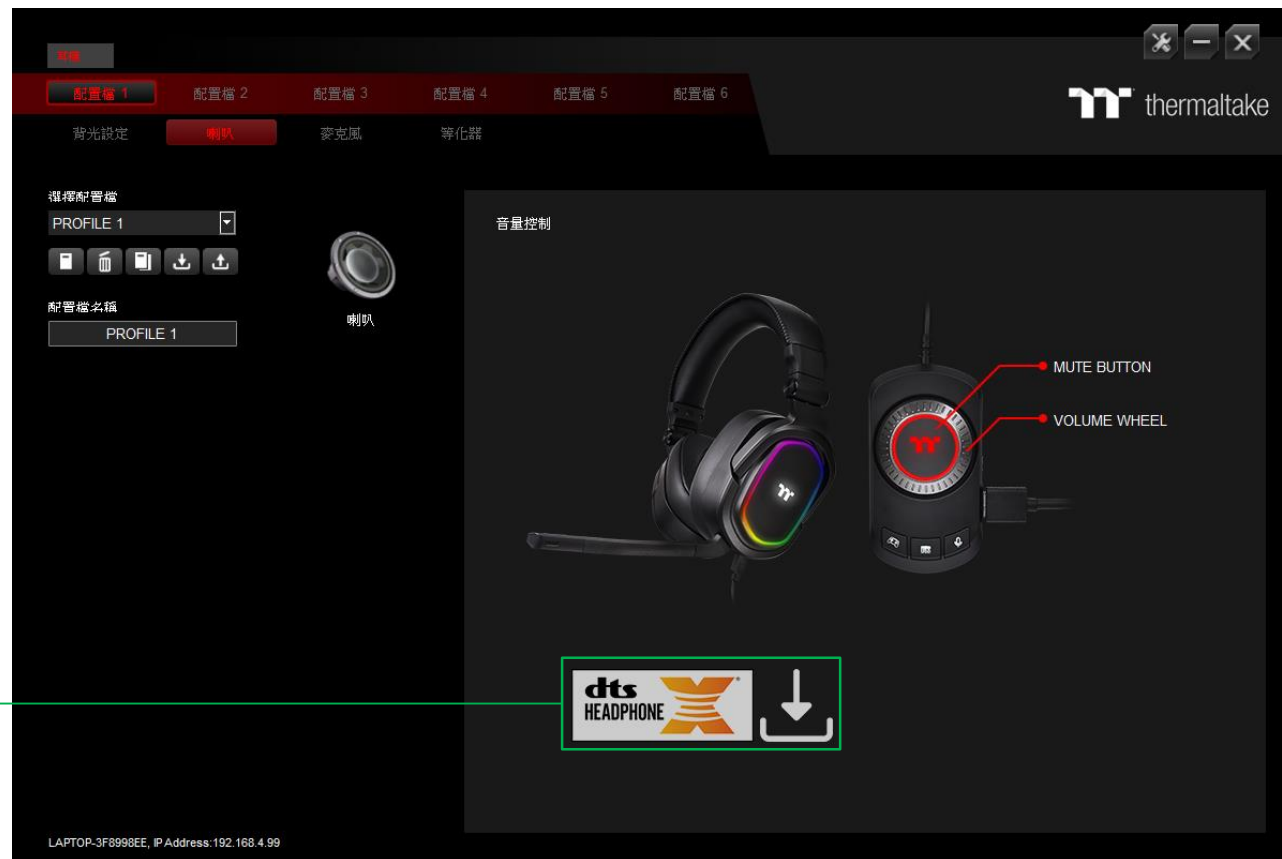 耳機
配置檔 1 配置檔 2 配置檔 3 配置檔 4 配置檔 5 配置檔 6
thermaltake
背光設定 喇叭 麥克風 等化器
選擇配置檔
PROFILE 1
音量控制
配置檔名稱
PROFILE 1
喇叭
MUTE BUTTON
VOLUME WHEEL
dts
HEADPHONE X
LAPTOP-3F8998EE, IP Address:192.168.4.99